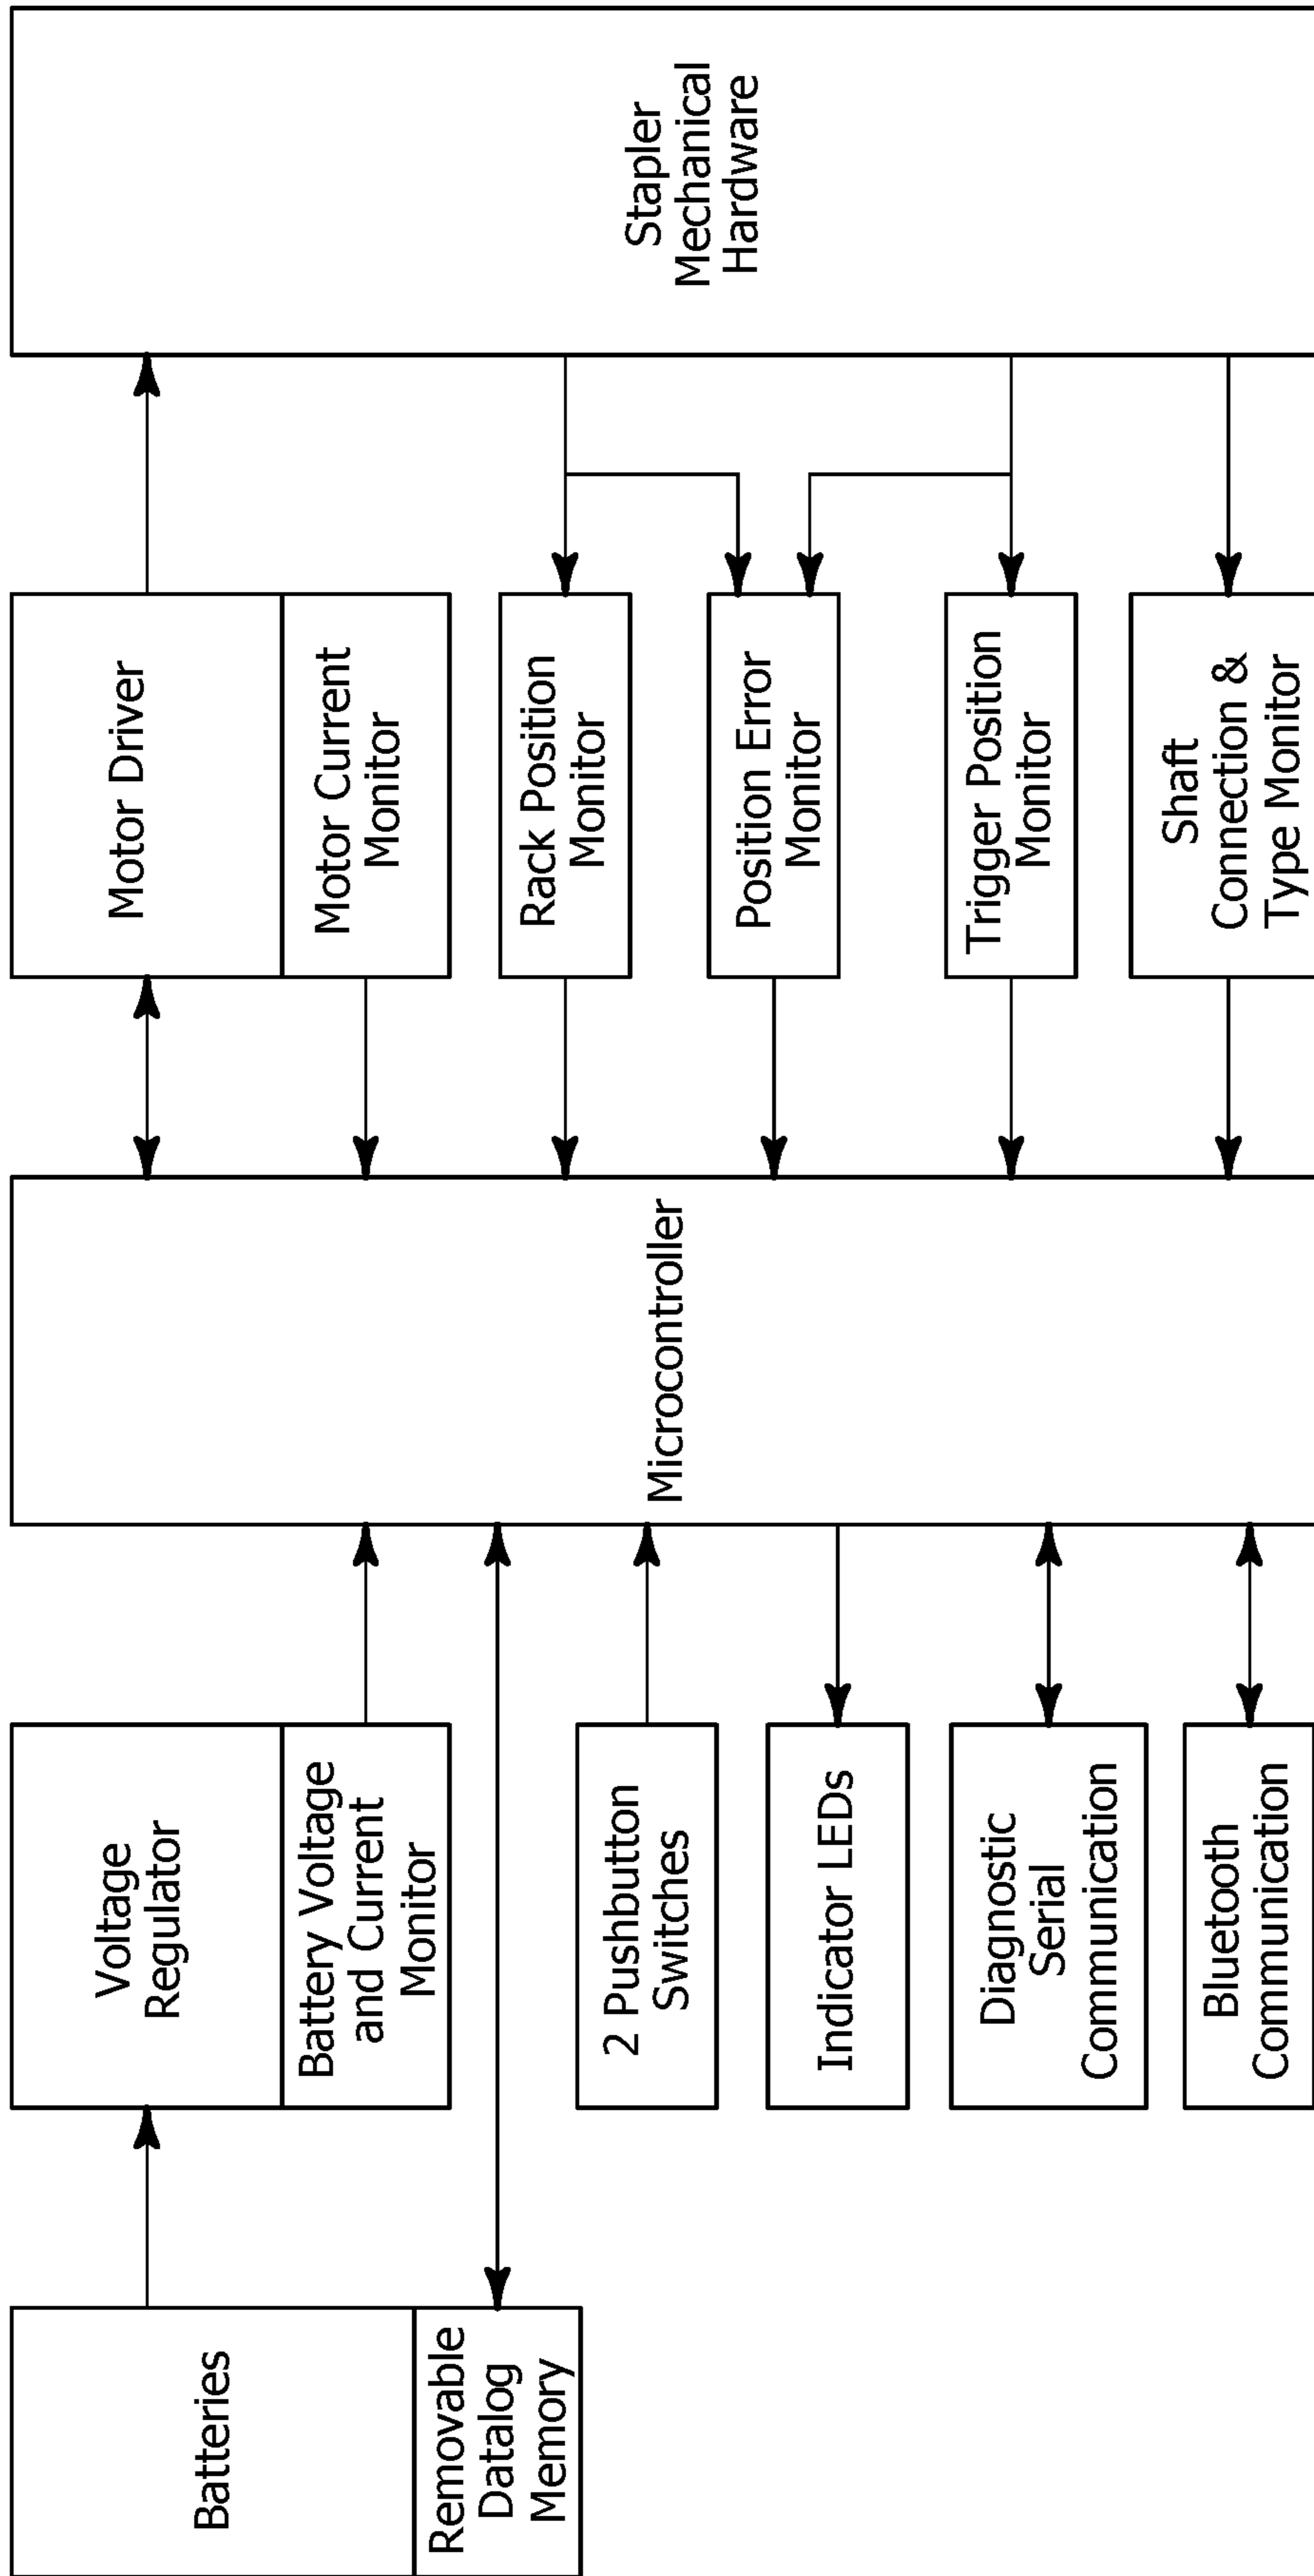 Batteries
Removable
Datalog
Memory
Voltage
Regulator
Battery Voltage
and Current
Monitor
2 Pushbutton
Switches
Indicator LEDs
Diagnostic
Serial
Communication
Bluetooth
Communication
Microcontroller
Motor Driver
Motor Current
Monitor
Rack Position
Monitor
Position Error
Monitor
Trigger Position
Monitor
Shaft
Connection &
Type Monitor
Stapler
Mechanical
Hardware